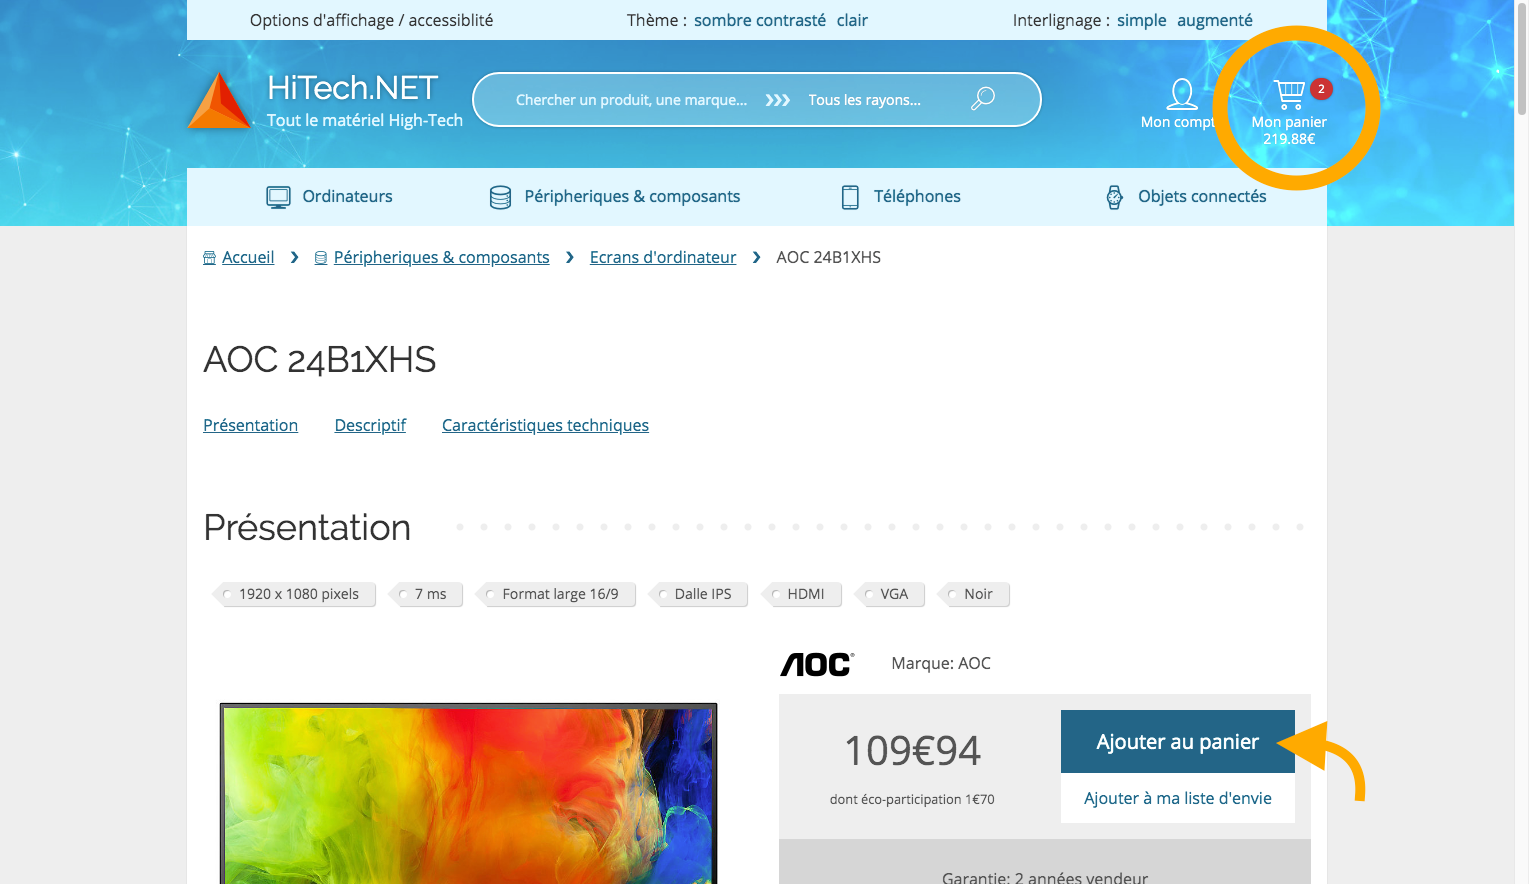 Options d'affichage / accessiblité
Thème : sombre contrasté clair
Interlignage : simple augmenté
HiTech.NET
Tout le matériel High-Tech
Chercher un produit, une marque...
Tous les rayons...
Mon compt
2
Mon panier
219.88€
Ordinateurs
Péripheriques & composants
Téléphones
Objets connectés
Accueil
Péripheriques & composants
Ecrans d'ordinateur
AOC 24B1XHS
AOC 24B1XHS
Présentation
Descriptif
Caractéristiques techniques
Présentation
1920 x 1080 pixels
7 ms
Format large 16/9
Dalle IPS
HDMI
VGA
Noir
AOC
Marque: AOC
109€94
dont éco-participation 1€70
Ajouter au panier
Ajouter à ma liste d'envie
Garantie: 2 années vendeur